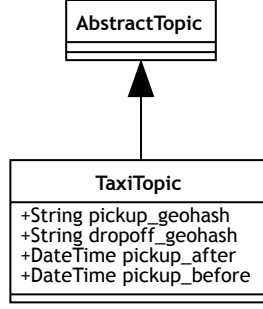 AbstractTopic
TaxiTopic
+String pickup_geohash
+String dropoff_geohash
+DateTime pickup_after
+DateTime pickup_before